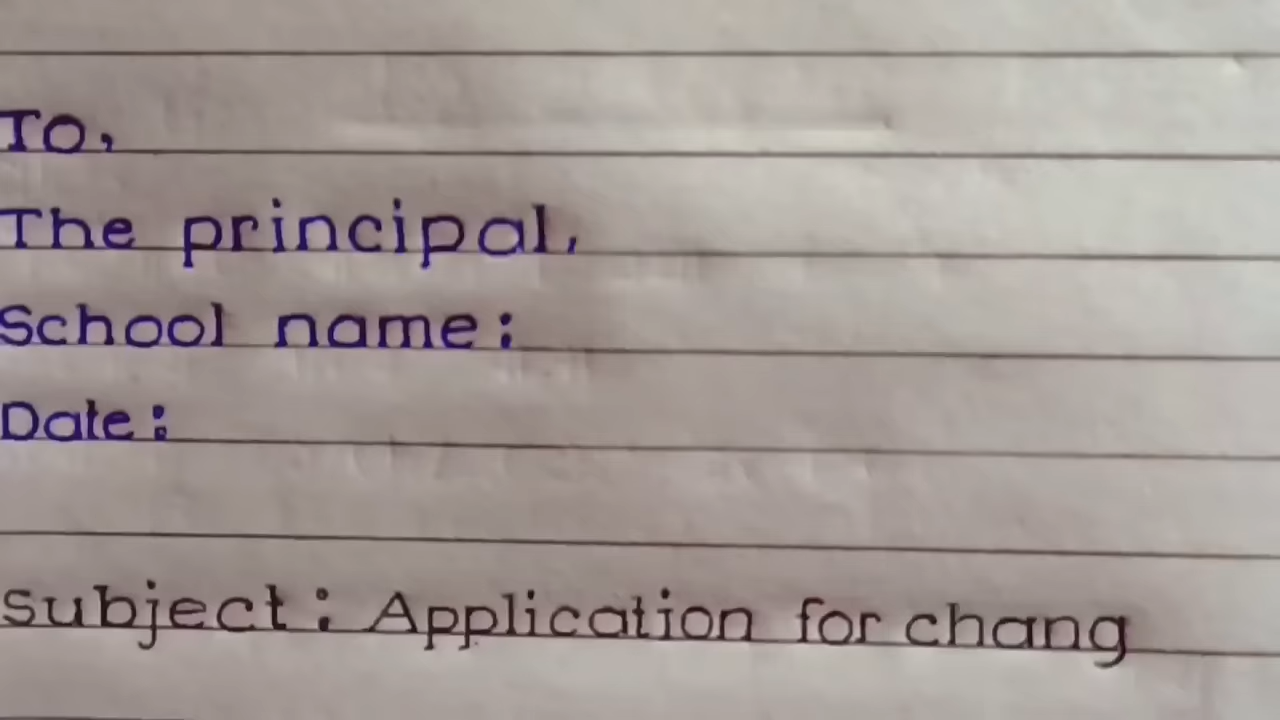 To,
The principal,
School name:
Date:
subject: Application for chang